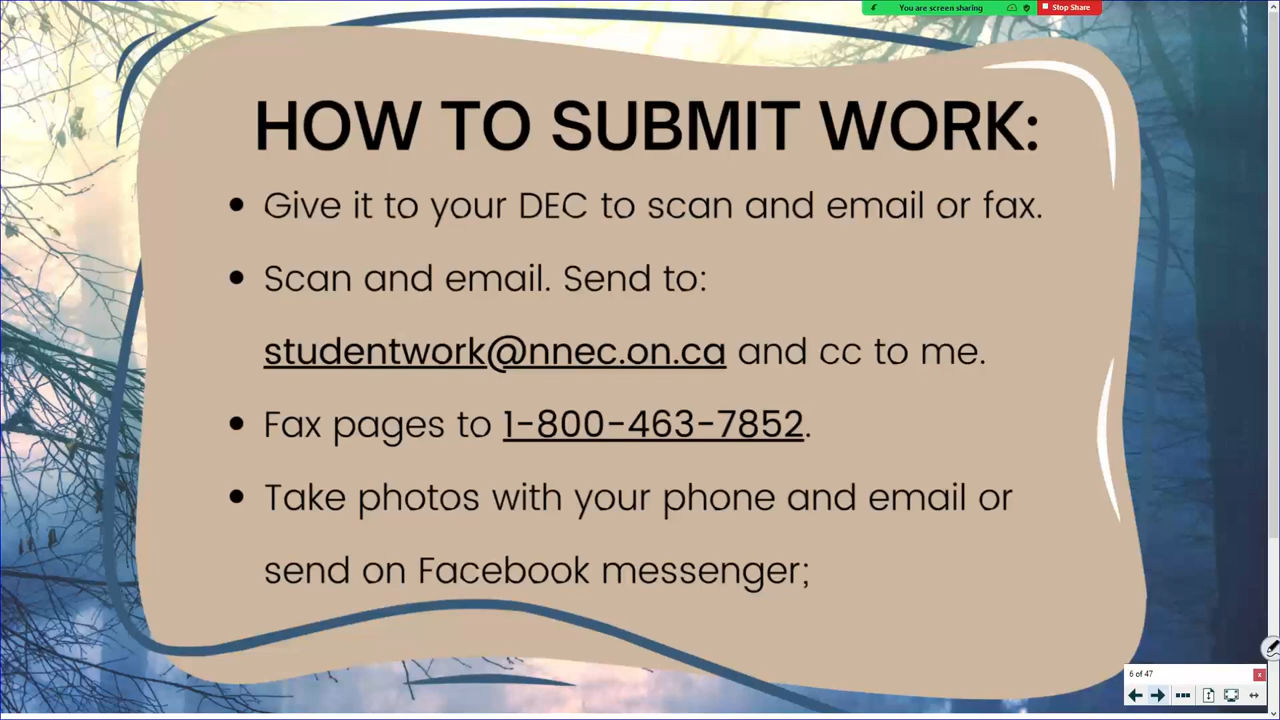 You are screen sharing
Stop Share
HOW TO SUBMIT WORK:
• Give it to your DEC to scan and email or fax.
• Scan and email. Send to:
studentwork@nnec.on.ca and cc to me.
• Fax pages to 1-800-463-7852.
• Take photos with your phone and email or
send on Facebook messenger;
6 of 47